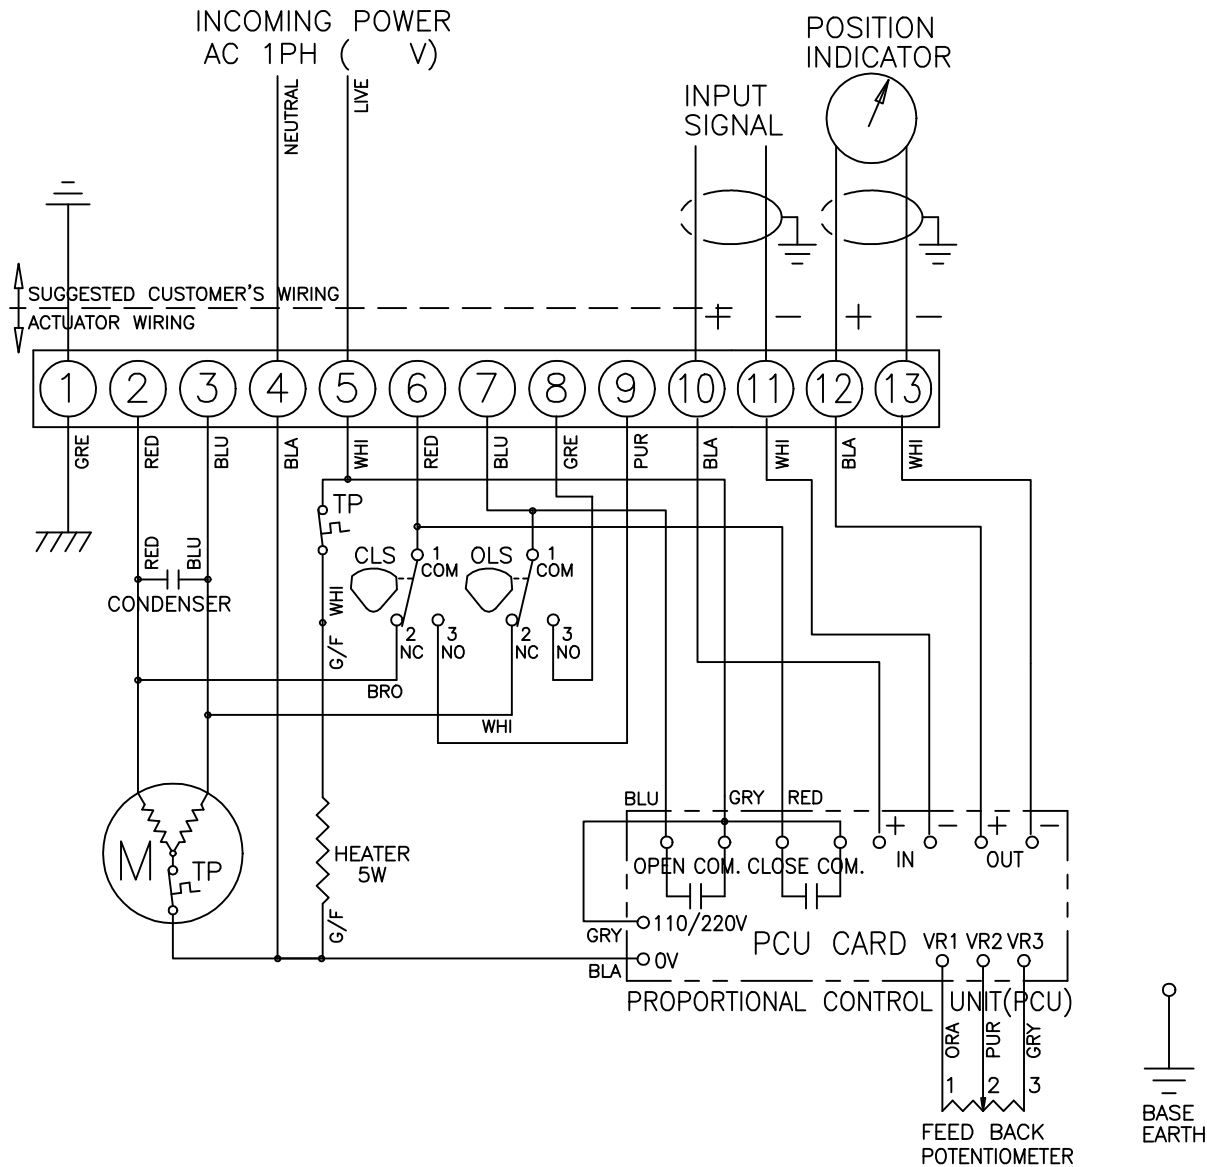 INCOMING POWER
AC 1PH ( V)
POSITION
INDICATOR
NEUTRAL
LIVE
INPUT
SIGNAL
SUGGESTED CUSTOMER'S WIRING
ACTUATOR WIRING
+ − + −
1 2 3 4 5 6 7 8 9 10 11 12 13
GRE RED BLU BLA WHI RED BLU GRE PUR BLA WHI BLA WHI
TP
RED BLU
CLS 1 OLS 1
COM COM
WHI
CONDENSER
2 3 2 3
NC NO NC NO
G/F
BRO
WHI
BLU GRY RED
+ − + −
IN OUT
OPEN COM. CLOSE COM.
M TP
HEATER
5W
G/F
110/220V
GRY
PCU CARD
VR1 VR2 VR3
0V
BLA
PROPORTIONAL CONTROL UNIT(PCU)
ORA PUR GRY
1 2 3
FEED BACK
POTENTIOMETER
BASE
EARTH